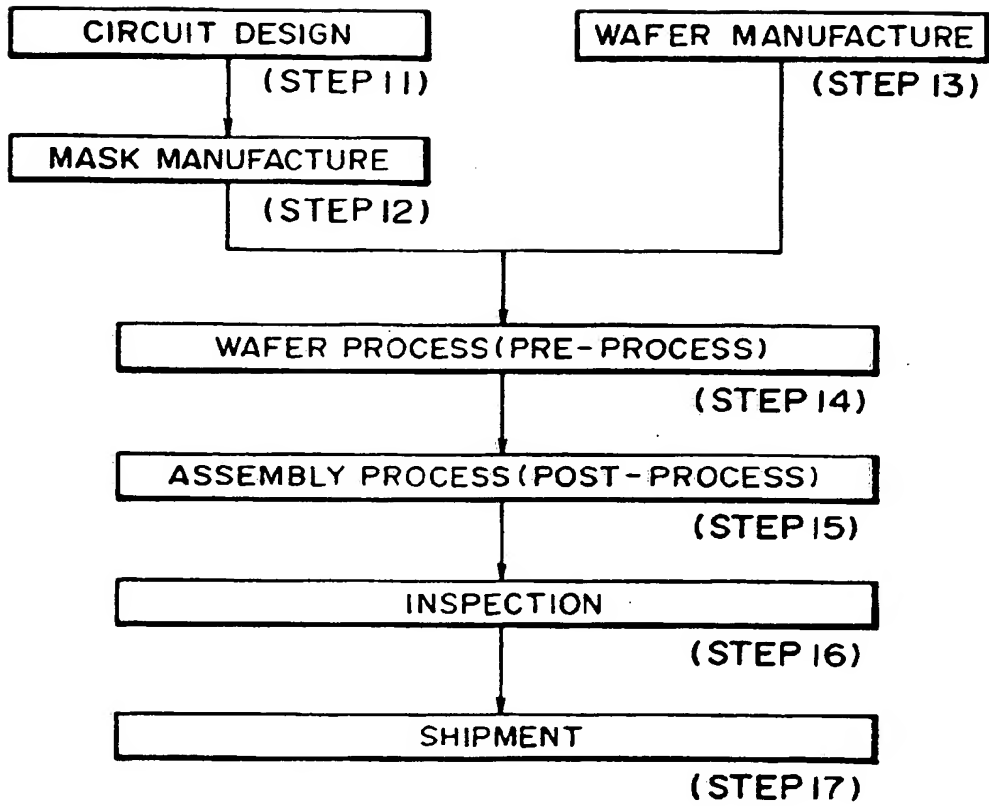 CIRCUIT DESIGN
(STEP 11)
WAFER MANUFACTURE
(STEP 13)
MASK MANUFACTURE
(STEP 12)
WAFER PROCESS (PRE-PROCESS)
(STEP 14)
ASSEMBLY PROCESS (POST-PROCESS)
(STEP 15)
INSPECTION
(STEP 16)
SHIPMENT
(STEP 17)